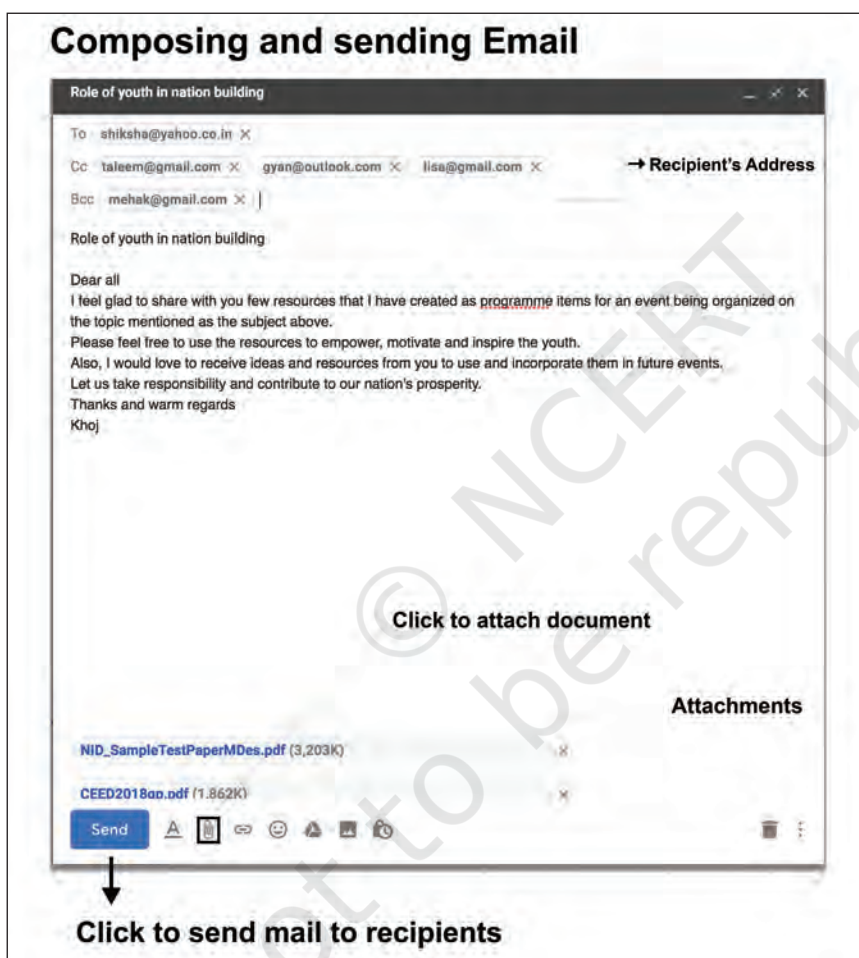 Composing and sending Email
Role of youth in nation building
To shiksha@yahoo.co.in
Cc taleem@gmail.com gyan@outlook.com lisa@gmail.com
Recipient's Address
Bcc mehak@gmail.com
Role of youth in nation building
Dear all
I feel glad to share with you few resources that I have created as programme items for an event being organized on
the topic mentioned as the subject above.
Please feel free to use the resources to empower, motivate and inspire the youth.
Also, I would love to receive ideas and resources from you to use and incorporate them in future events.
Let us take responsibility and contribute to our nation's prosperity.
Thanks and warm regards
Khoj
Click to attach document
Attachments
NID_SampleTestPaperMDes.pdf (3,203K)
CEED2018qp.pdf (1,862K)
Send
Click to send mail to recipients
© NCERT
not to be repub